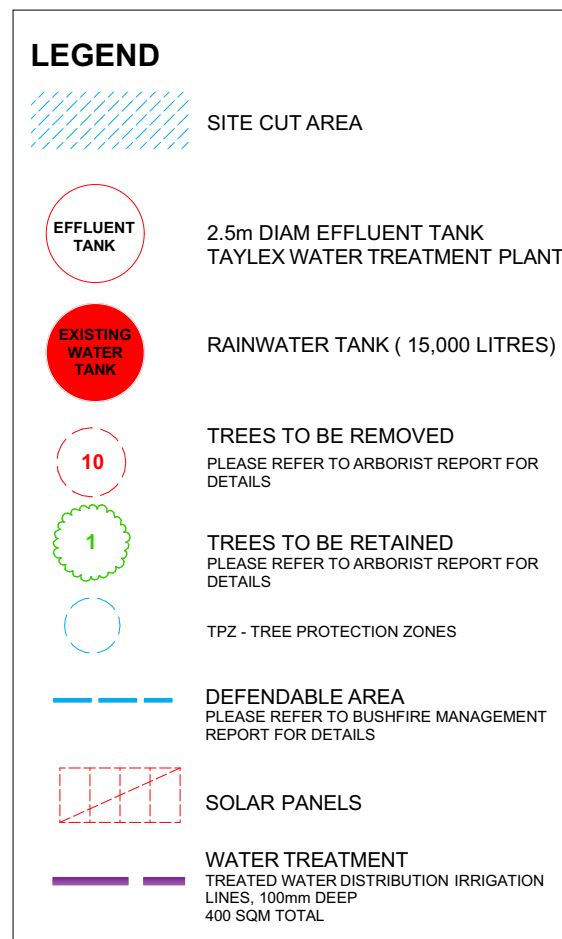 LEGEND
SITE CUT AREA
EFFLUENT
TANK
2.5m DIAM EFFLUENT TANK
TAYLEX WATER TREATMENT PLANT
EXISTING
WATER
TANK
RAINWATER TANK ( 15,000 LITRES)
10
TREES TO BE REMOVED
PLEASE REFER TO ARBORIST REPORT FOR
DETAILS
1
TREES TO BE RETAINED
PLEASE REFER TO ARBORIST REPORT FOR
DETAILS
TPZ - TREE PROTECTION ZONES
DEFENDABLE AREA
PLEASE REFER TO BUSHFIRE MANAGEMENT
REPORT FOR DETAILS
SOLAR PANELS
WATER TREATMENT
TREATED WATER DISTRIBUTION IRRIGATION
LINES, 100mm DEEP
400 SQM TOTAL